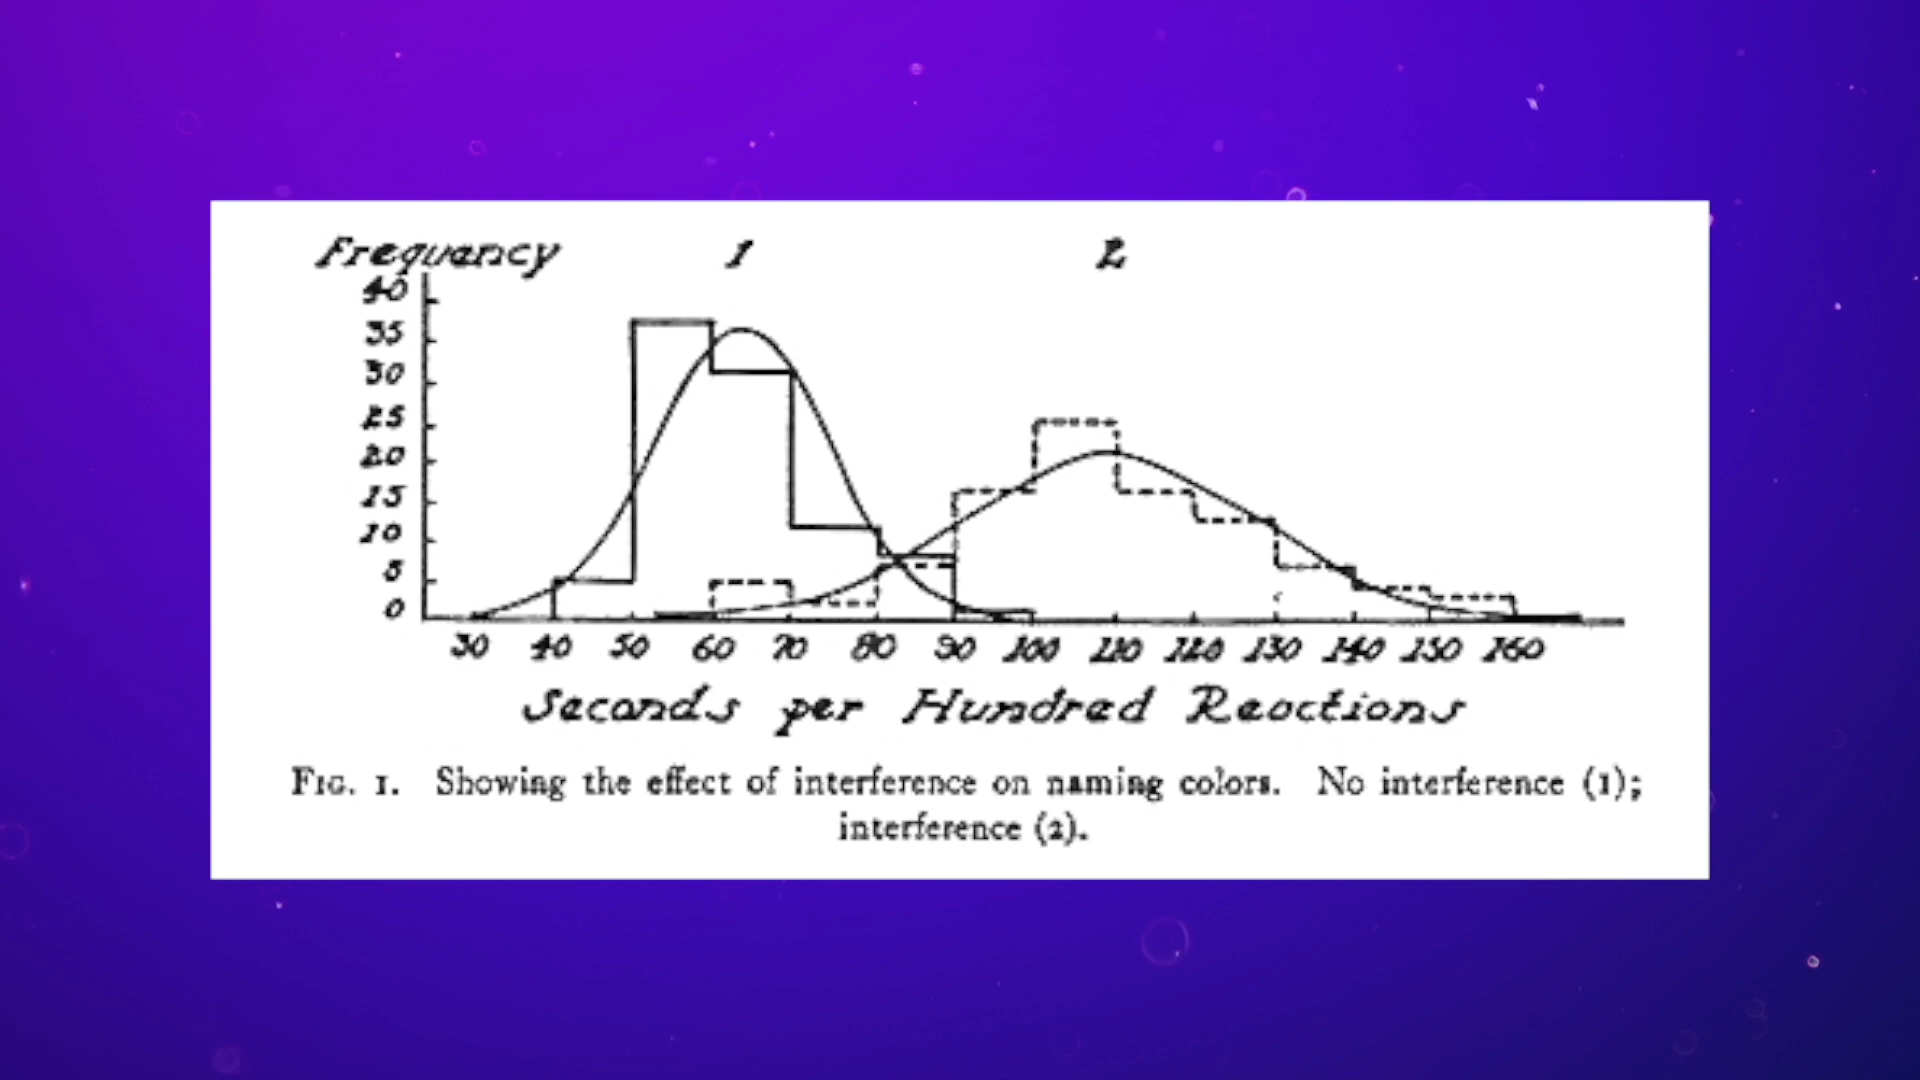 Frequency 1 2
40
35
30
25
20
15
10
5
0
30 40 50 60 70 80 90 100 110 120 130 140 150 160
Seconds per Hundred Reactions
Fig. 1. Showing the effect of interference on naming colors. No interference (1);
interference (2).